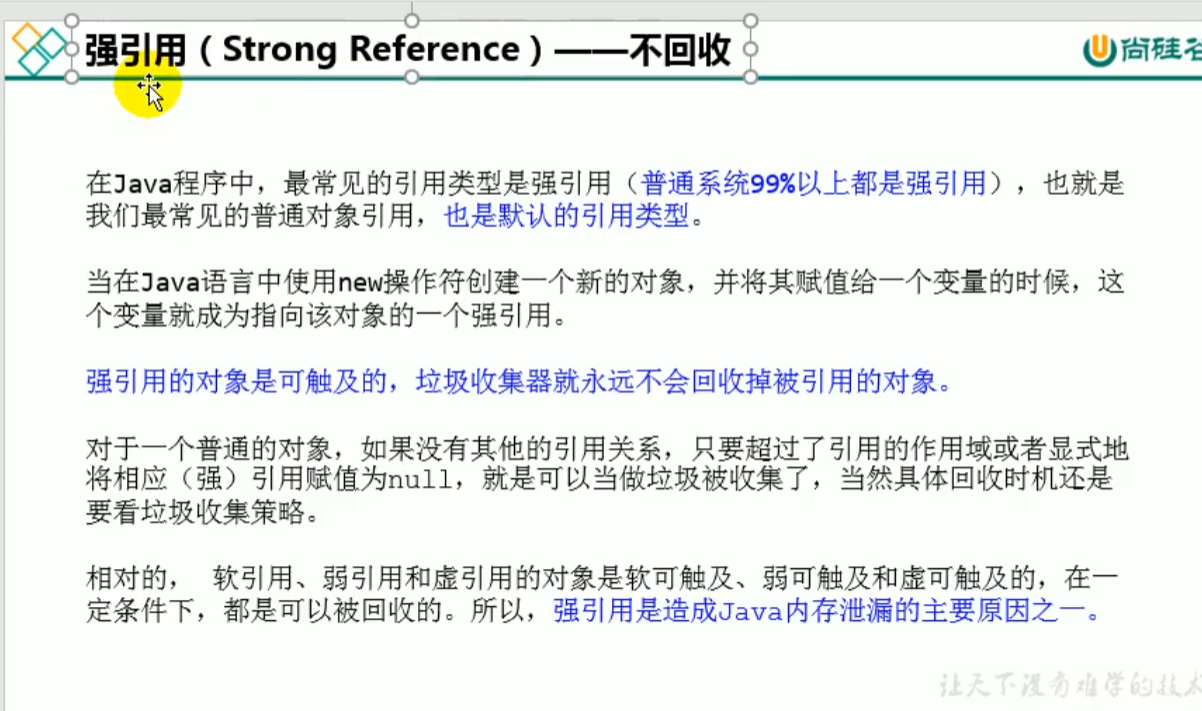 强引用（Strong Reference）——不回收
尚硅谷
在Java程序中，最常见的引用类型是强引用（普通系统99%以上都是强引用），也就是
我们最常见的普通对象引用，也是默认的引用类型。
当在Java语言中使用new操作符创建一个新的对象，并将其赋值给一个变量的时候，这
个变量就成为指向该对象的一个强引用。
强引用的对象是可触及的，垃圾收集器就永远不会回收掉被引用的对象。
对于一个普通的对象，如果没有其他的引用关系，只要超过了引用的作用域或者显式地
将相应（强）引用赋值为null，就是可以当做垃圾被收集了，当然具体回收时机还是
要看垃圾收集策略。
相对的， 软引用、弱引用和虚引用的对象是软可触及、弱可触及和虚可触及的，在一
定条件下，都是可以被回收的。所以，强引用是造成Java内存泄漏的主要原因之一。
让天下没有难学的技术